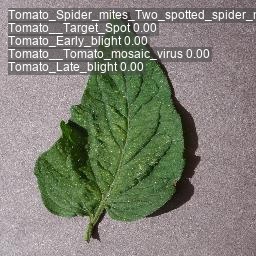 Tomato_Spider_mites_Two_spotted_spider_
Tomato__Target_Spot 0.00
Tomato_Early_blight 0.00
Tomato__Tomato_mosaic_virus 0.00
Tomato_Late_blight 0.00